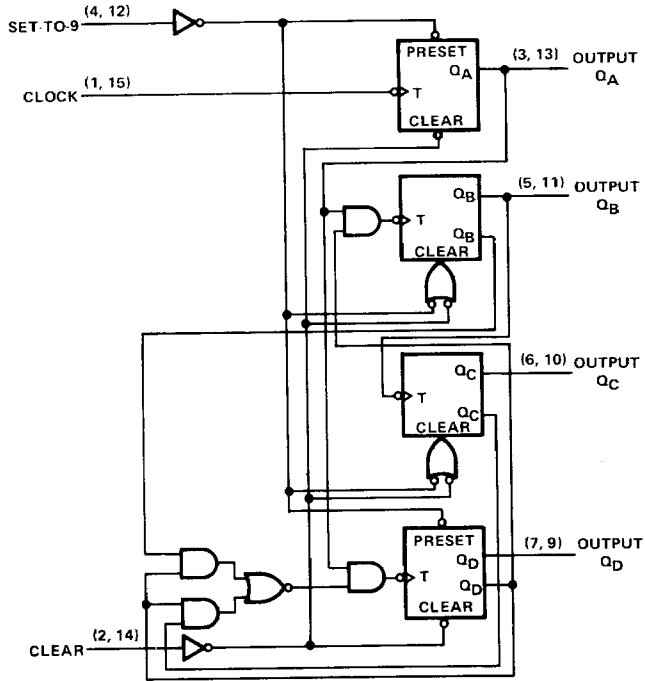 SET-TO-9 (4, 12)
PRESET
QA
(3, 13) OUTPUT
QA
CLOCK (1, 15)
T
CLEAR
(5, 11) OUTPUT
QB
QB
T
QB
CLEAR
(6, 10) OUTPUT
QC
QC
T
QC
CLEAR
PRESET
(7, 9) OUTPUT
QD
QD
T
QD
CLEAR
CLEAR (2, 14)